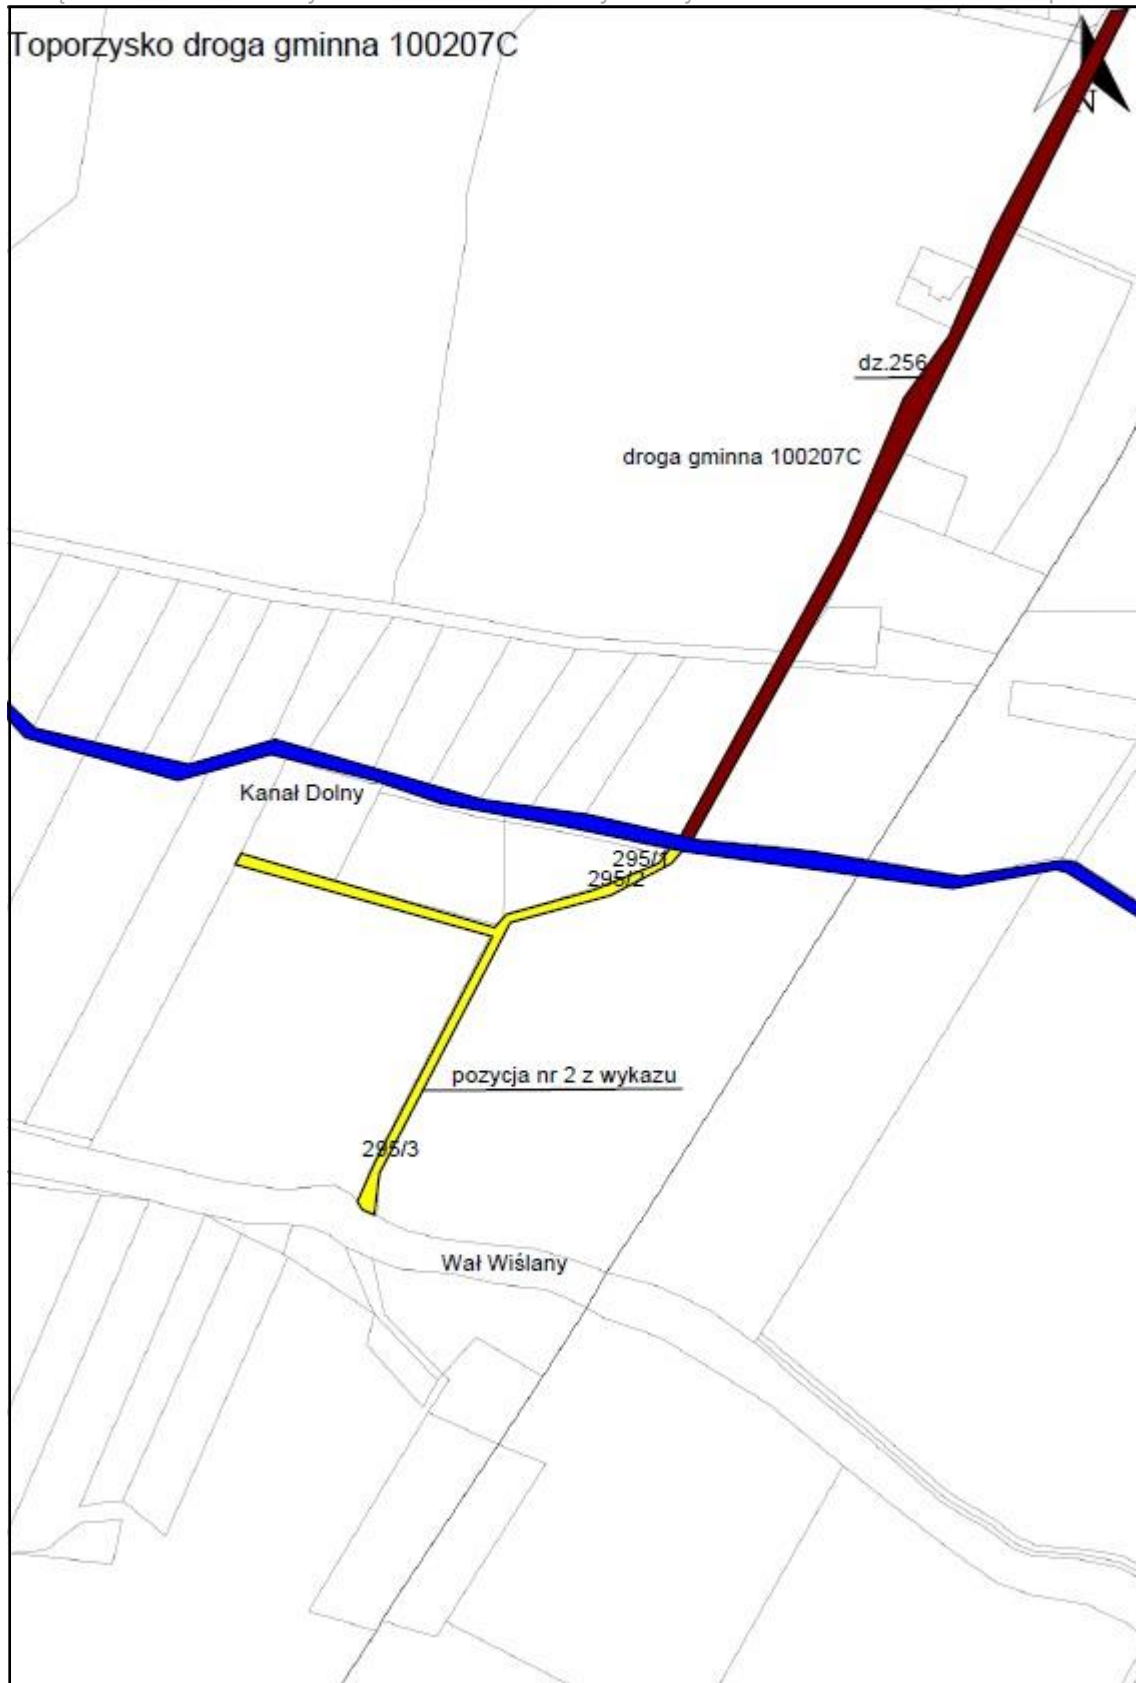 Toporzysko droga gminna 100207C
N
dz.256
droga gminna 100207C
Kanał Dolny
295/1
295/2
pozycja nr 2 z wykazu
295/3
Wał Wiślany